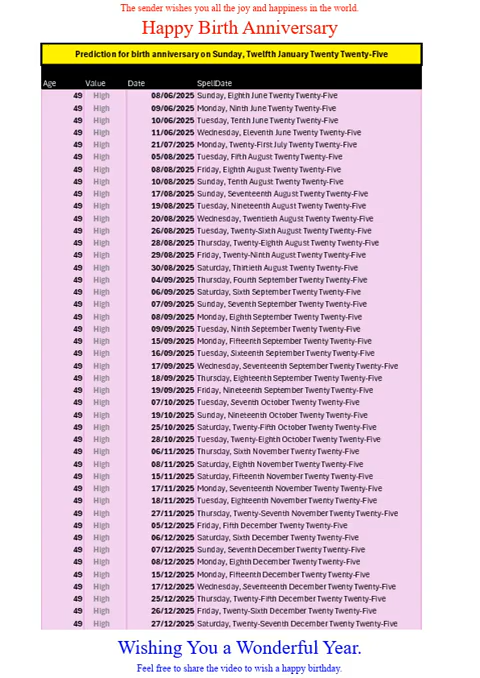 The sender wishes you all the joy and happiness in the world.
Happy Birth Anniversary
Prediction for birth anniversary on Sunday, Twelfth January Twenty Twenty-Five
Age Value Date SpellDate
49 High 08/06/2025 Sunday, Eighth June Twenty Twenty-Five
49 High 09/06/2025 Monday, Ninth June Twenty Twenty-Five
49 High 10/06/2025 Tuesday, Tenth June Twenty Twenty-Five
49 High 11/06/2025 Wednesday, Eleventh June Twenty Twenty-Five
49 High 21/07/2025 Monday, Twenty-First July Twenty Twenty-Five
49 High 05/08/2025 Tuesday, Fifth August Twenty Twenty-Five
49 High 08/08/2025 Friday, Eighth August Twenty Twenty-Five
49 High 10/08/2025 Sunday, Tenth August Twenty Twenty-Five
49 High 17/08/2025 Sunday, Seventeenth August Twenty Twenty-Five
49 High 19/08/2025 Tuesday, Nineteenth August Twenty Twenty-Five
49 High 20/08/2025 Wednesday, Twentieth August Twenty Twenty-Five
49 High 26/08/2025 Tuesday, Twenty-Sixth August Twenty Twenty-Five
49 High 28/08/2025 Thursday, Twenty-Eighth August Twenty Twenty-Five
49 High 29/08/2025 Friday, Twenty-Ninth August Twenty Twenty-Five
49 High 30/08/2025 Saturday, Thirtieth August Twenty Twenty-Five
49 High 04/09/2025 Thursday, Fourth September Twenty Twenty-Five
49 High 06/09/2025 Saturday, Sixth September Twenty Twenty-Five
49 High 07/09/2025 Sunday, Seventh September Twenty Twenty-Five
49 High 08/09/2025 Monday, Eighth September Twenty Twenty-Five
49 High 09/09/2025 Tuesday, Ninth September Twenty Twenty-Five
49 High 15/09/2025 Monday, Fifteenth September Twenty Twenty-Five
49 High 16/09/2025 Tuesday, Sixteenth September Twenty Twenty-Five
49 High 17/09/2025 Wednesday, Seventeenth September Twenty Twenty-Five
49 High 18/09/2025 Thursday, Eighteenth September Twenty Twenty-Five
49 High 19/09/2025 Friday, Nineteenth September Twenty Twenty-Five
49 High 07/10/2025 Tuesday, Seventh October Twenty Twenty-Five
49 High 19/10/2025 Sunday, Nineteenth October Twenty Twenty-Five
49 High 25/10/2025 Saturday, Twenty-Fifth October Twenty Twenty-Five
49 High 28/10/2025 Tuesday, Twenty-Eighth October Twenty Twenty-Five
49 High 06/11/2025 Thursday, Sixth November Twenty Twenty-Five
49 High 08/11/2025 Saturday, Eighth November Twenty Twenty-Five
49 High 15/11/2025 Saturday, Fifteenth November Twenty Twenty-Five
49 High 17/11/2025 Monday, Seventeenth November Twenty Twenty-Five
49 High 18/11/2025 Tuesday, Eighteenth November Twenty Twenty-Five
49 High 27/11/2025 Thursday, Twenty-Seventh November Twenty Twenty-Five
49 High 05/12/2025 Friday, Fifth December Twenty Twenty-Five
49 High 06/12/2025 Saturday, Sixth December Twenty Twenty-Five
49 High 07/12/2025 Sunday, Seventh December Twenty Twenty-Five
49 High 08/12/2025 Monday, Eighth December Twenty Twenty-Five
49 High 15/12/2025 Monday, Fifteenth December Twenty Twenty-Five
49 High 17/12/2025 Wednesday, Seventeenth December Twenty Twenty-Five
49 High 25/12/2025 Thursday, Twenty-Fifth December Twenty Twenty-Five
49 High 26/12/2025 Friday, Twenty-Sixth December Twenty Twenty-Five
49 High 27/12/2025 Saturday, Twenty-Seventh December Twenty Twenty-Five
Wishing You a Wonderful Year.
Feel free to share the video to wish a happy birthday.